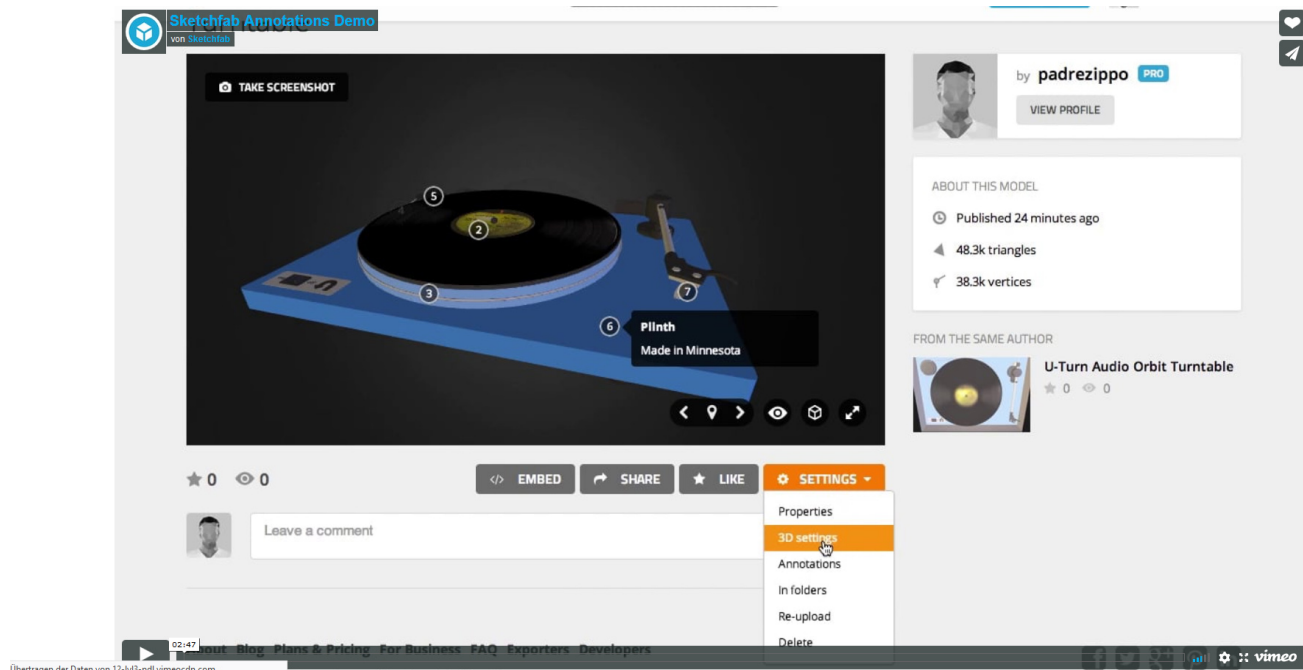 Sketchfab Annotations Demo
von Sketchfab
Turntable
TAKE SCREENSHOT
5
2
3
7
6
Plinth
Made in Minnesota
by padrezippo PRO
VIEW PROFILE
ABOUT THIS MODEL
Published 24 minutes ago
48.3k triangles
38.3k vertices
FROM THE SAME AUTHOR
U-Turn Audio Orbit Turntable
0 0
0 0
EMBED
SHARE
LIKE
SETTINGS
Leave a comment
Properties
3D settings
Annotations
In folders
Re-upload
Delete
02:47
About Blog Plans & Pricing For Business FAQ Exporters Developers
vimeo